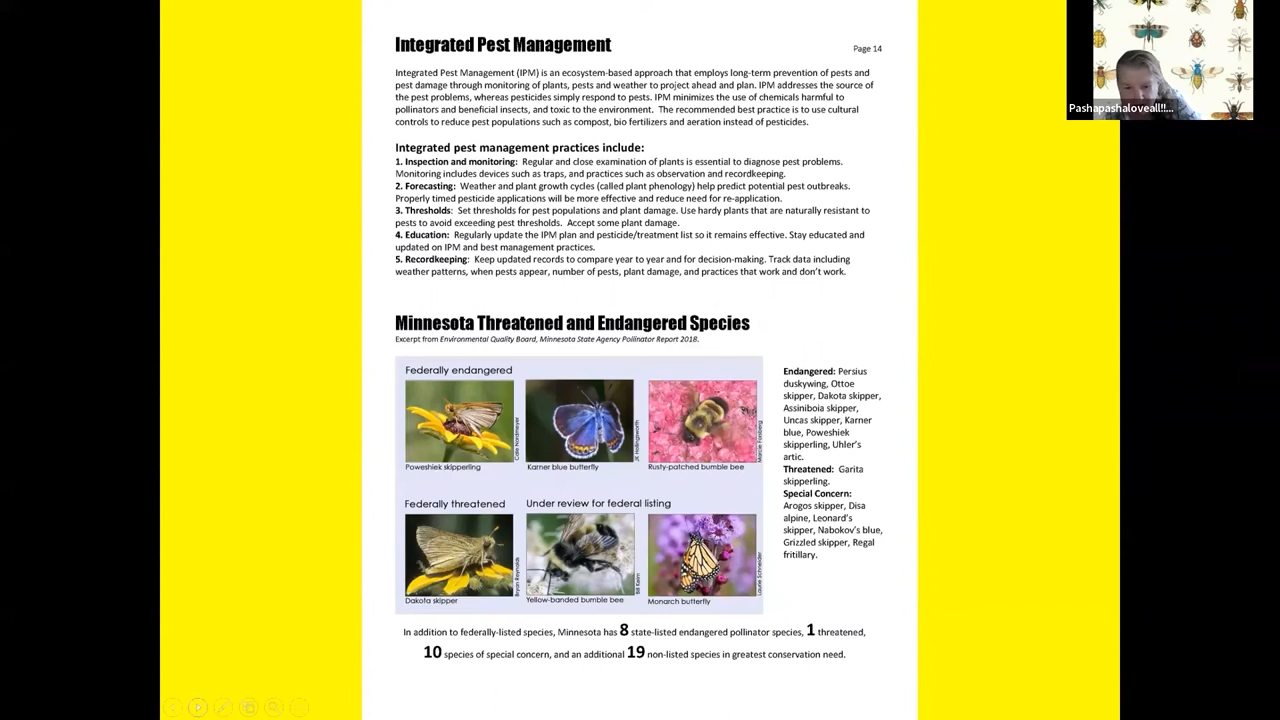 Integrated Pest Management
Page 14
Integrated Pest Management (IPM) is an ecosystem-based approach that employs long-term prevention of pests and
pest damage through monitoring of plants, pests and weather to project ahead and plan. IPM addresses the source of
the pest problems, whereas pesticides simply respond to pests. IPM minimizes the use of chemicals harmful to
pollinators and beneficial insects, and toxic to the environment. The recommended best practice is to use cultural
controls to reduce pest populations such as compost, bio fertilizers and aeration instead of pesticides.
Integrated pest management practices include:
1. Inspection and monitoring: Regular and close examination of plants is essential to diagnose pest problems.
Monitoring includes devices such as traps, and practices such as observation and recordkeeping.
2. Forecasting: Weather and plant growth cycles (called plant phenology) help predict potential pest outbreaks.
Properly timed pesticide applications will be more effective and reduce need for re-application.
3. Thresholds: Set thresholds for pest populations and plant damage. Use hardy plants that are naturally resistant to
pests to avoid exceeding pest thresholds. Accept some plant damage.
4. Education: Regularly update the IPM plan and pesticide/treatment list so it remains effective. Stay educated and
updated on IPM and best management practices.
5. Recordkeeping: Keep updated records to compare year to year and for decision-making. Track data including
weather patterns, when pests appear, number of pests, plant damage, and practices that work and don't work.
Minnesota Threatened and Endangered Species
Excerpt from Environmental Quality Board, Minnesota State Agency Pollinator Report 2018.
Federally endangered
Cale Nordmeyer
JK Hollingsworth
Marcie Forsberg
Poweshiek skipperling
Karner blue butterfly
Rusty-patched bumble bee
Federally threatened
Under review for federal listing
Bryan Reynolds
Laurie Schneider
Dakota skipper
Yellow-banded bumble bee
Monarch butterfly
Endangered: Persius
duskywing, Ottoe
skipper, Dakota skipper,
Assiniboia skipper,
Uncas skipper, Karner
blue, Poweshiek
skipperling, Uhler's
artic.
Threatened: Garita
skipperling.
Special Concern:
Arogos skipper, Disa
alpine, Leonard's
skipper, Nabokov's blue,
Grizzled skipper, Regal
fritillary.
In addition to federally-listed species, Minnesota has 8 state-listed endangered pollinator species, 1 threatened,
10 species of special concern, and an additional 19 non-listed species in greatest conservation need.
Pashapashaloveall!!...